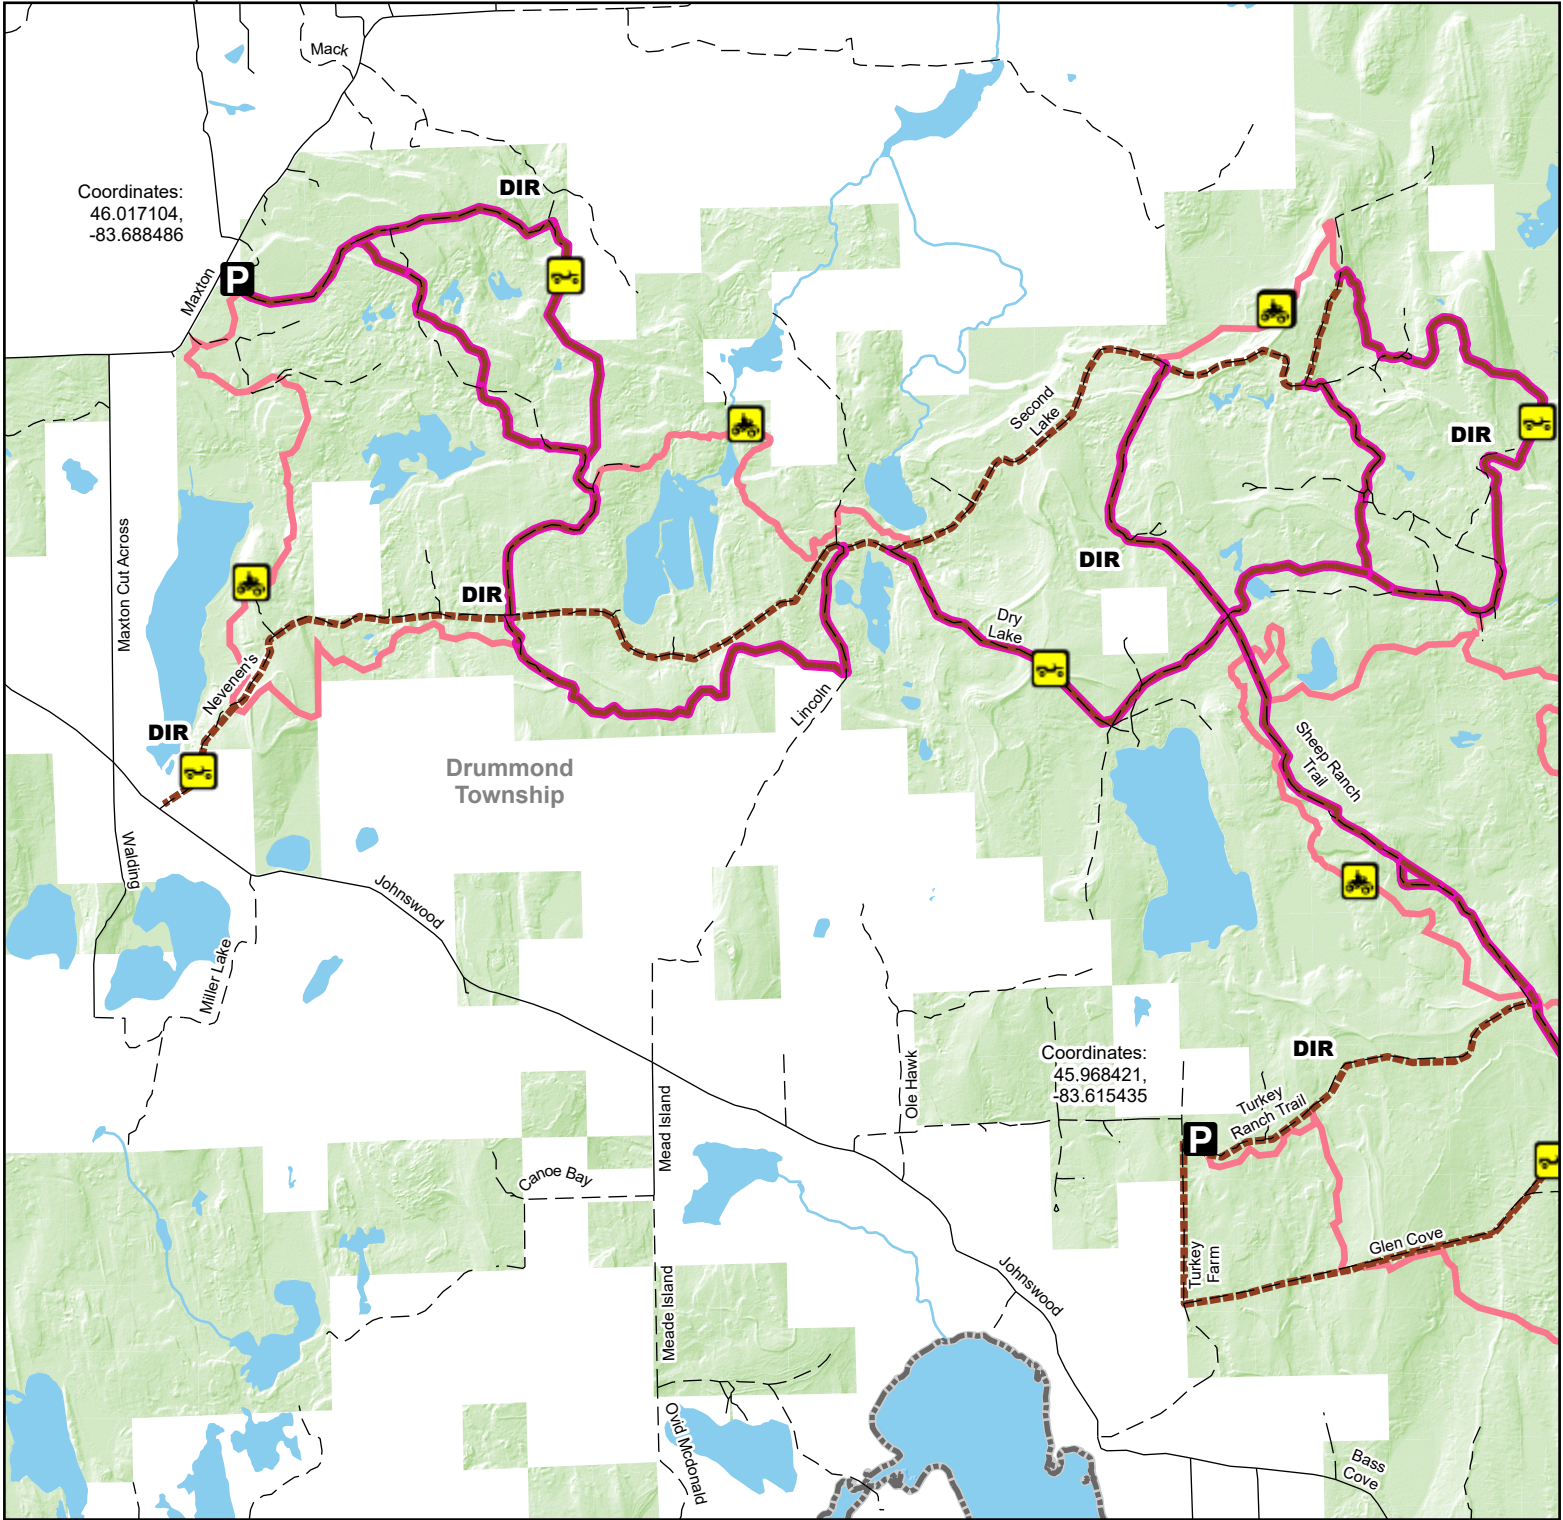 Mack
DIR
Coordinates:
46.017104,
-83.688486
P
Maxton
Second
Lake
DIR
Maxton Cut Across
DIR
DIR
Dry
Lake
Nevenen's
Lincoln
DIR
Sheep Ranch
Trail
Drummond
Township
Walding
Johnswood
Miller Lake
Coordinates:
45.968421,
-83.615435
DIR
Ole Hawk
Turkey
Ranch Trail
P
Mead Island
Canoe Bay
Glen Cove
Turkey
Farm
Johnswood
Meade Island
Ovid Mcdonald
Bass
Cove